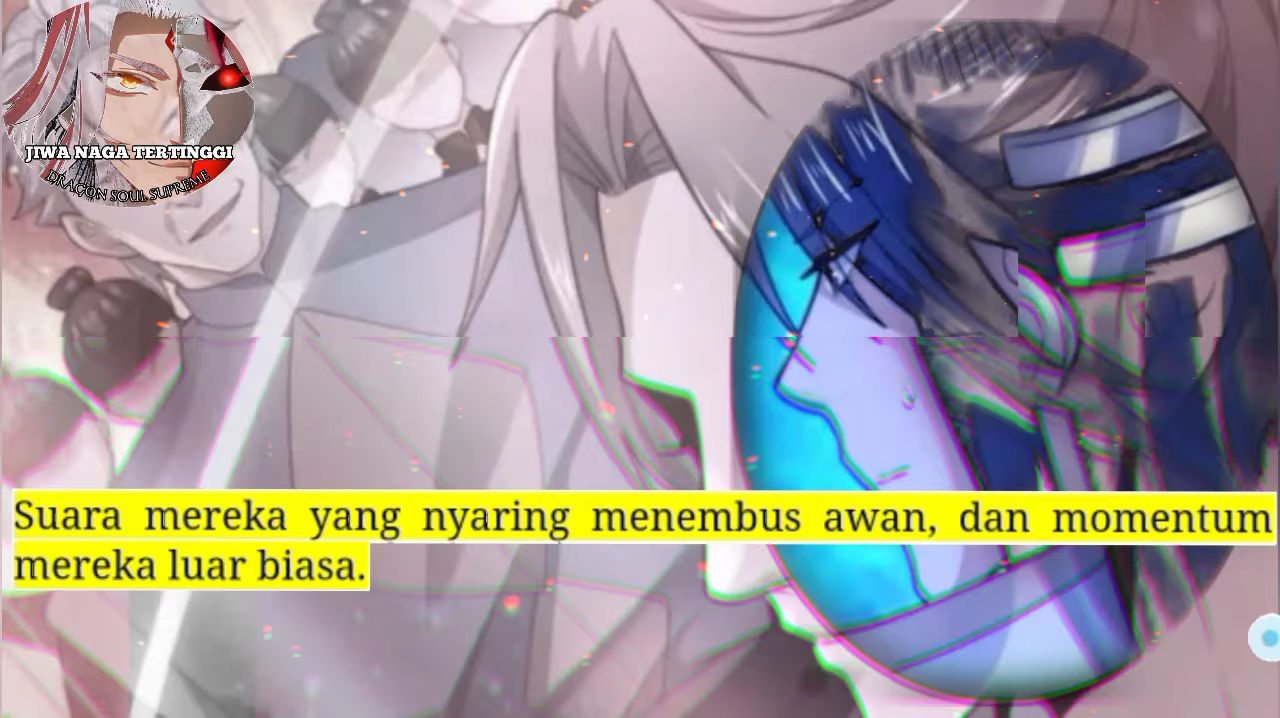 JIWA NAGA TERTINGGI
DRAGON SOUL SUPREME
Suara mereka yang nyaring menembus awan, dan momentum
mereka luar biasa.